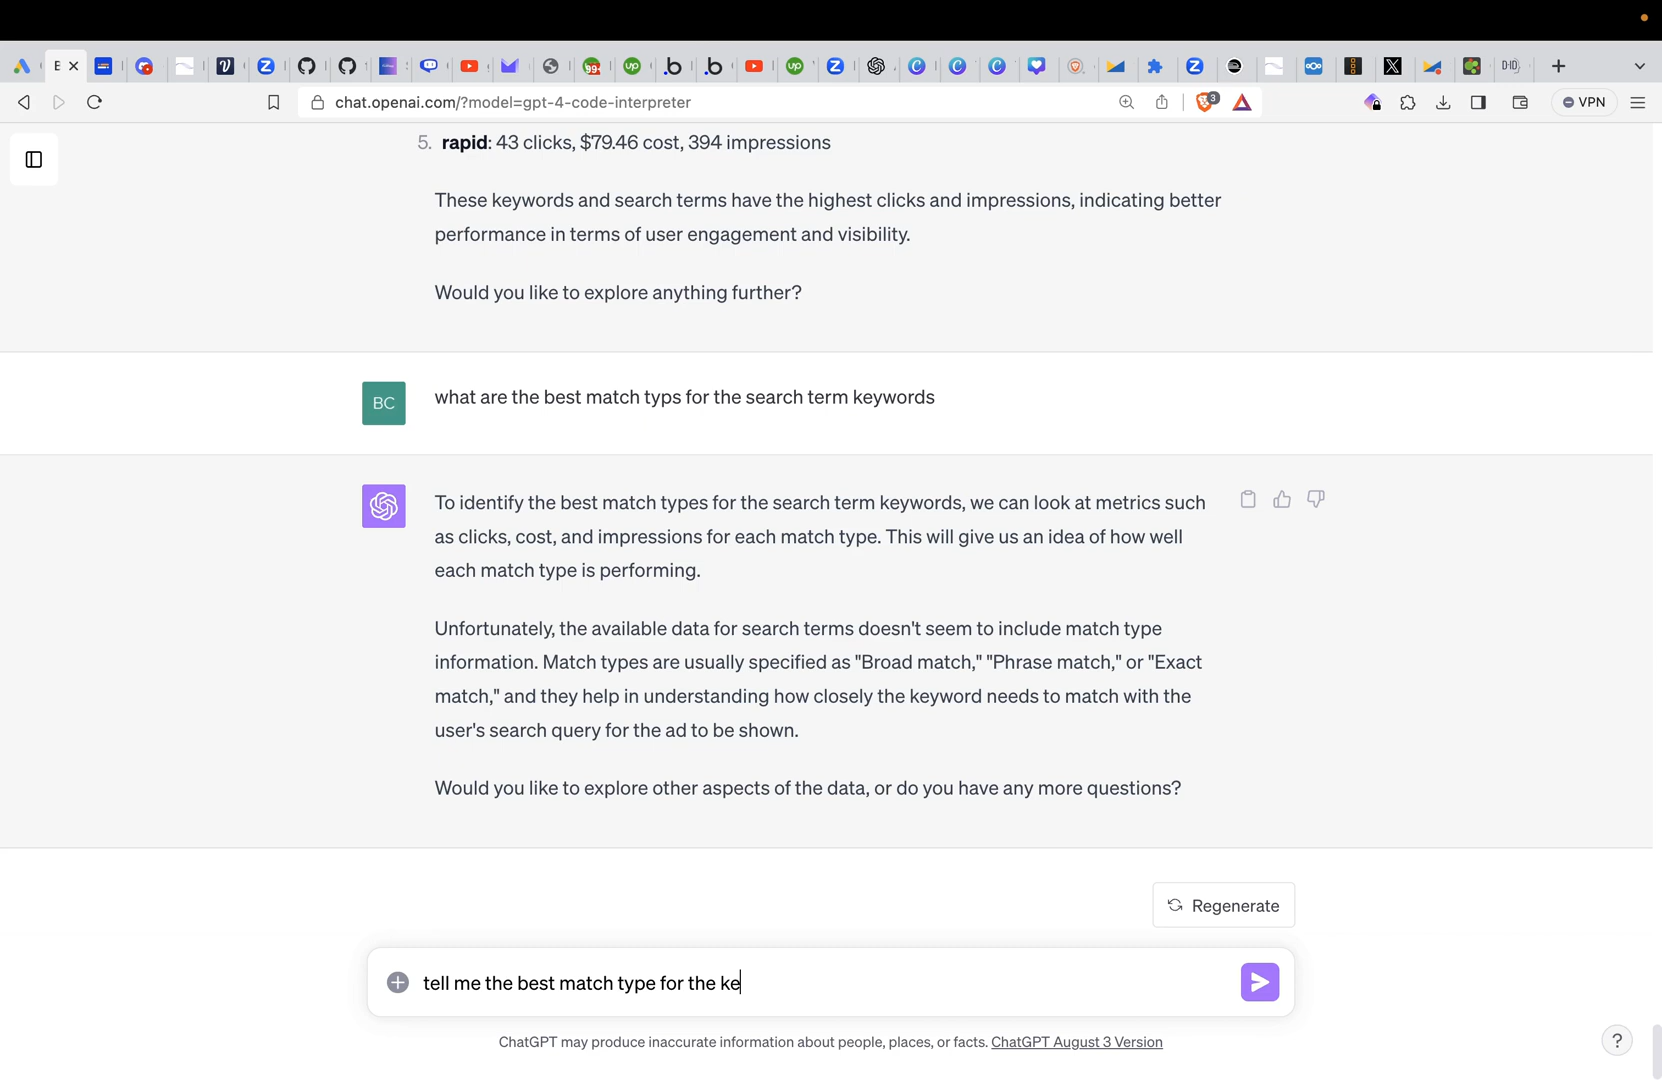 E
99+
D-ID
chat.openai.com/?model=gpt-4-code-interpreter
3
VPN
5. rapid: 43 clicks, $79.46 cost, 394 impressions
These keywords and search terms have the highest clicks and impressions, indicating better
performance in terms of user engagement and visibility.
Would you like to explore anything further?
BC
what are the best match typs for the search term keywords
To identify the best match types for the search term keywords, we can look at metrics such
as clicks, cost, and impressions for each match type. This will give us an idea of how well
each match type is performing.
Unfortunately, the available data for search terms doesn't seem to include match type
information. Match types are usually specified as "Broad match," "Phrase match," or "Exact
match," and they help in understanding how closely the keyword needs to match with the
user's search query for the ad to be shown.
Would you like to explore other aspects of the data, or do you have any more questions?
Regenerate
tell me the best match type for the ke
ChatGPT may produce inaccurate information about people, places, or facts. ChatGPT August 3 Version
?